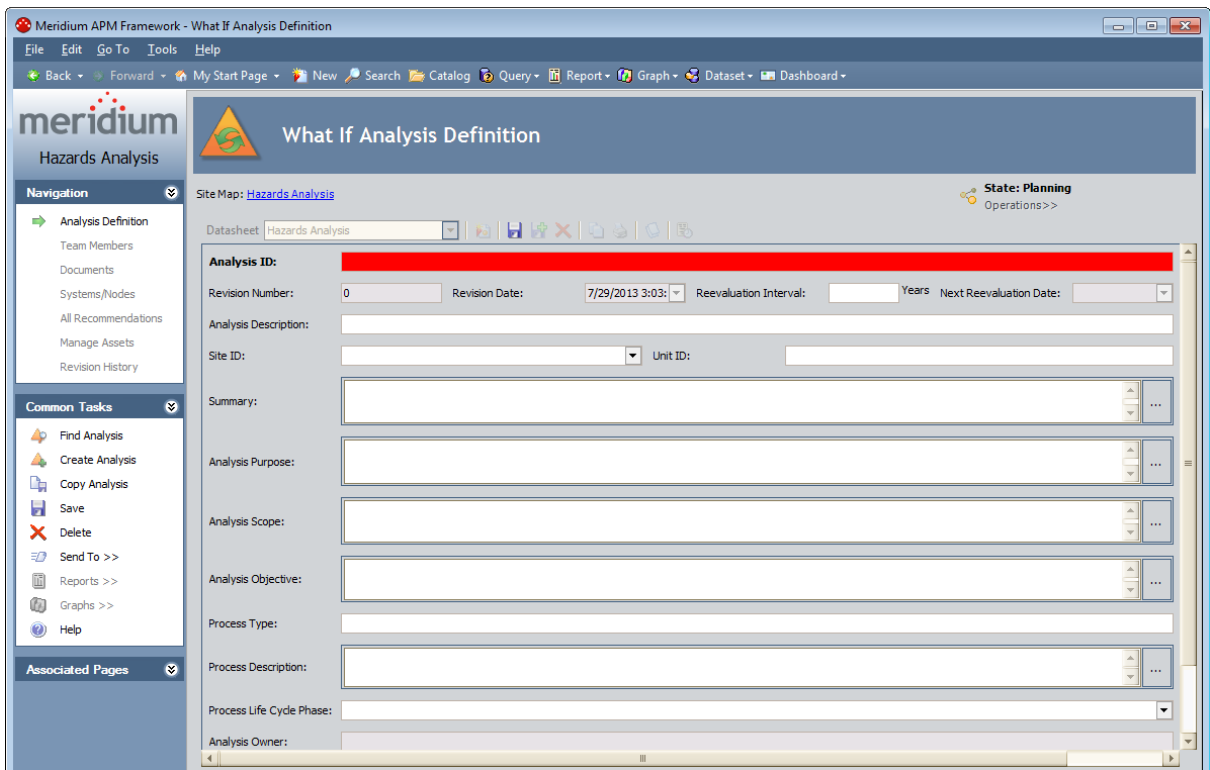 Meridium APM Framework - What If Analysis Definition
File Edit Go To Tools Help
Back Forward My Start Page New Search Catalog Query Report Graph Dataset Dashboard
meridium
Hazards Analysis
What If Analysis Definition
Navigation
Analysis Definition
Team Members
Documents
Systems/Nodes
All Recommendations
Manage Assets
Revision History
Common Tasks
Find Analysis
Create Analysis
Copy Analysis
Save
Delete
Send To >>
Reports >>
Graphs >>
Help
Associated Pages
Site Map: Hazards Analysis
State: Planning
Operations>>
Datasheet Hazards Analysis
Analysis ID:
Revision Number: 0 Revision Date: 7/29/2013 3:03: Reevaluation Interval: Years Next Reevaluation Date:
Analysis Description:
Site ID: Unit ID:
Summary: ...
Analysis Purpose: ...
Analysis Scope: ...
Analysis Objective: ...
Process Type:
Process Description: ...
Process Life Cycle Phase:
Analysis Owner: